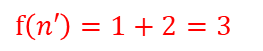 f(n′) = 1 + 2 = 3